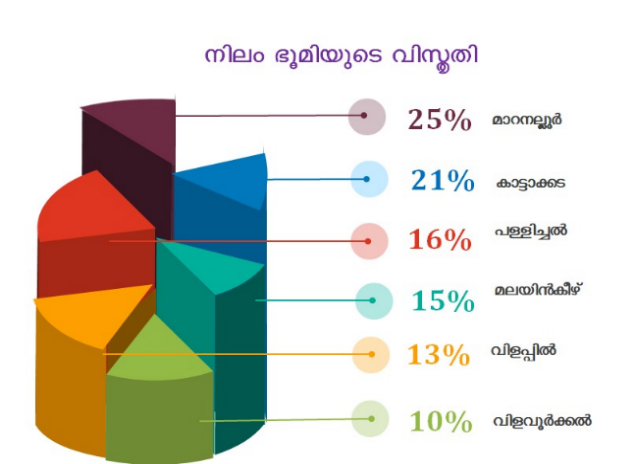 നിലം ഭൂമിയുടെ വിസ്തൃതി
25% മാറനല്ലൂർ
21% കാട്ടാക്കട
16% പള്ളിച്ചൽ
15% മലയിൻകീഴ്
13% വിളപ്പിൽ
10% വിളവൂർക്കൽ